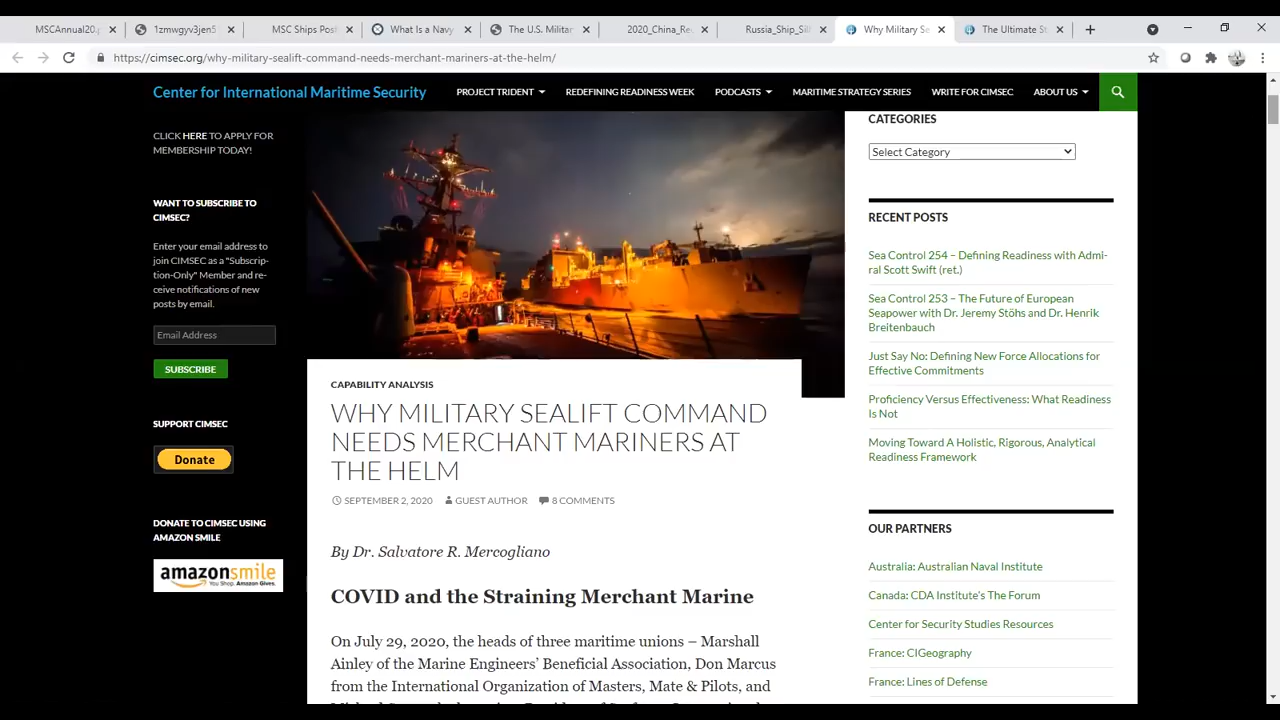 MSCAnnual20
1zmwgyv3jen5
MSC Ships Pos
What Is a Navy
The U.S. Militar
2020_China_Re
Russia_Ship_Sil
Why Military Se
The Ultimate S
https://cimsec.org/why-military-sealift-command-needs-merchant-mariners-at-the-helm/
Center for International Maritime Security
PROJECT TRIDENT
REDEFINING READINESS WEEK
PODCASTS
MARITIME STRATEGY SERIES
WRITE FOR CIMSEC
ABOUT US
CLICK HERE TO APPLY FOR
MEMBERSHIP TODAY!
WANT TO SUBSCRIBE TO
CIMSEC?
Enter your email address to
join CIMSEC as a "Subscrip-
tion-Only" Member and re-
ceive notifications of new
posts by email.
Email Address
SUBSCRIBE
SUPPORT CIMSEC
Donate
DONATE TO CIMSEC USING
AMAZON SMILE
amazonsmile
You Shop. Amazon Gives.
CAPABILITY ANALYSIS
WHY MILITARY SEALIFT COMMAND
NEEDS MERCHANT MARINERS AT
THE HELM
SEPTEMBER 2, 2020
GUEST AUTHOR
8 COMMENTS
By Dr. Salvatore R. Mercogliano
COVID and the Straining Merchant Marine
On July 29, 2020, the heads of three maritime unions – Marshall
Ainley of the Marine Engineers' Beneficial Association, Don Marcus
from the International Organization of Masters, Mate & Pilots, and
CATEGORIES
Select Category
RECENT POSTS
Sea Control 254 – Defining Readiness with Admi-
ral Scott Swift (ret.)
Sea Control 253 – The Future of European
Seapower with Dr. Jeremy Stöhs and Dr. Henrik
Breitenbauch
Just Say No: Defining New Force Allocations for
Effective Commitments
Proficiency Versus Effectiveness: What Readiness
Is Not
Moving Toward A Holistic, Rigorous, Analytical
Readiness Framework
OUR PARTNERS
Australia: Australian Naval Institute
Canada: CDA Institute's The Forum
Center for Security Studies Resources
France: CIGeography
France: Lines of Defense